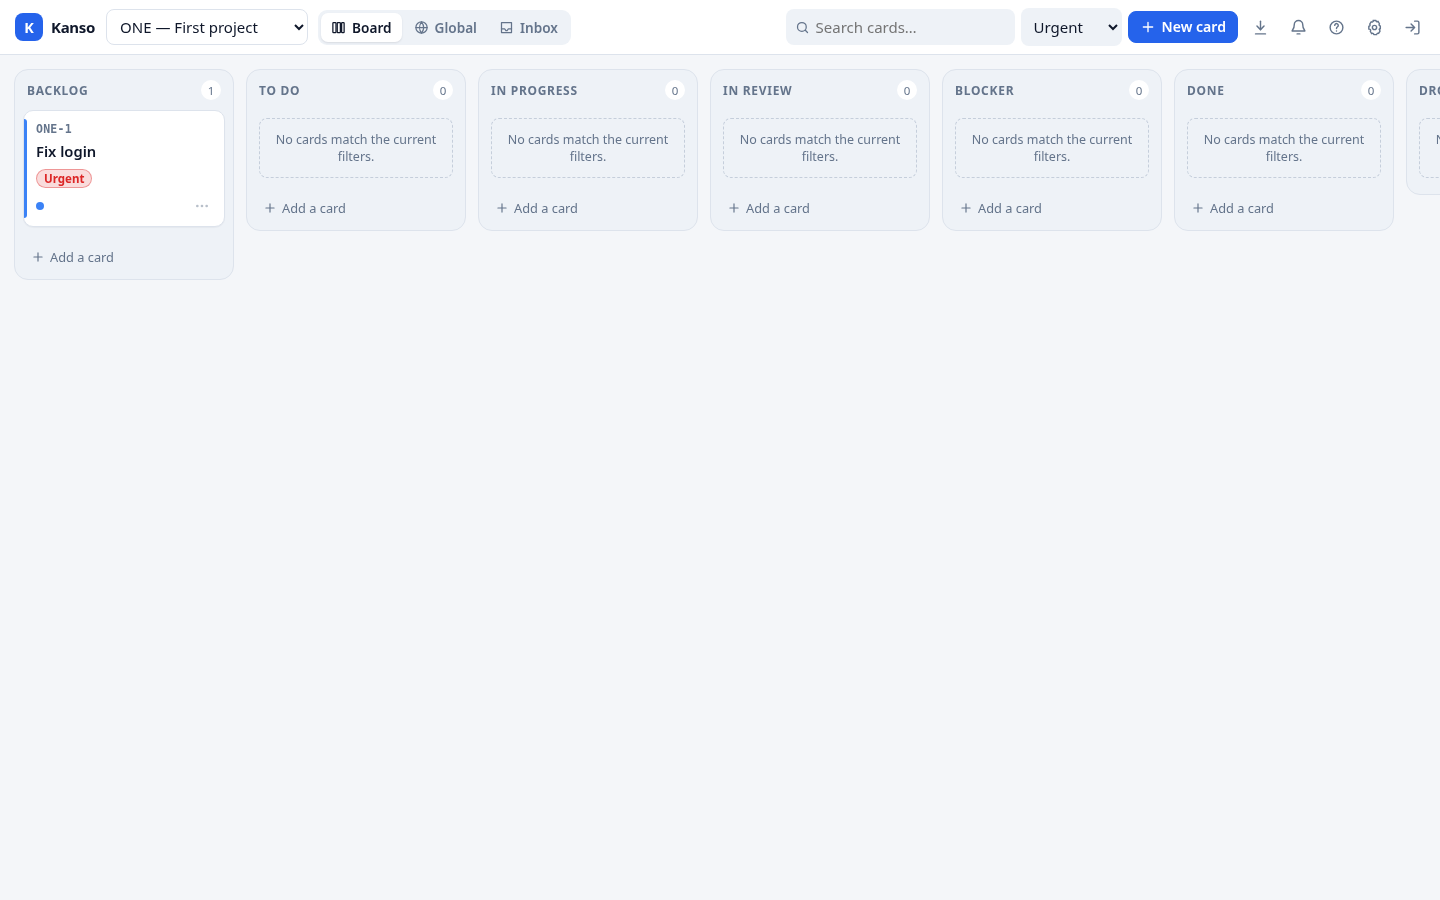 K Kanso
ONE — First project
Board
Global
Inbox
Search cards...
Urgent
New card
BACKLOG 1
ONE-1
Fix login
Urgent
Add a card
TO DO 0
No cards match the current
filters.
Add a card
IN PROGRESS 0
No cards match the current
filters.
Add a card
IN REVIEW 0
No cards match the current
filters.
Add a card
BLOCKER 0
No cards match the current
filters.
Add a card
DONE 0
No cards match the current
filters.
Add a card